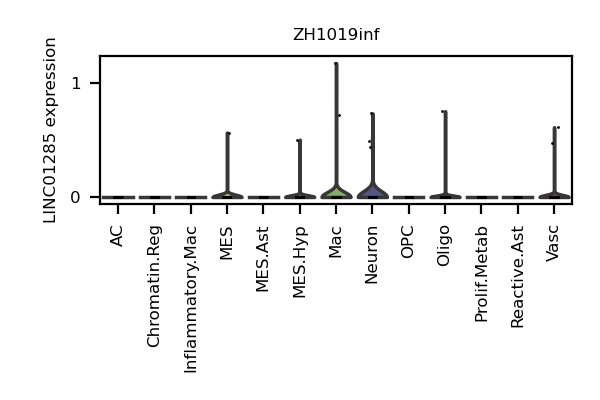 ZH1019inf
LINC01285 expression
1
0
AC
Chromatin.Reg
Inflammatory.Mac
MES
MES.Ast
MES.Hyp
Mac
Neuron
OPC
Oligo
Prolif.Metab
Reactive.Ast
Vasc